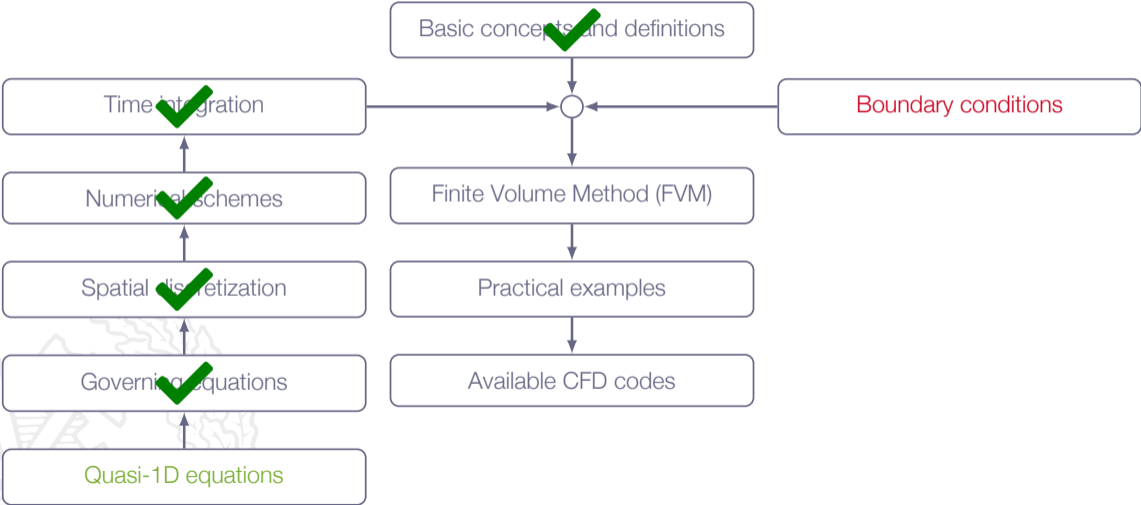 Basic concepts and definitions
Time integration
Boundary conditions
Numerical schemes
Finite Volume Method (FVM)
Spatial discretization
Practical examples
Governing equations
Available CFD codes
Quasi-1D equations